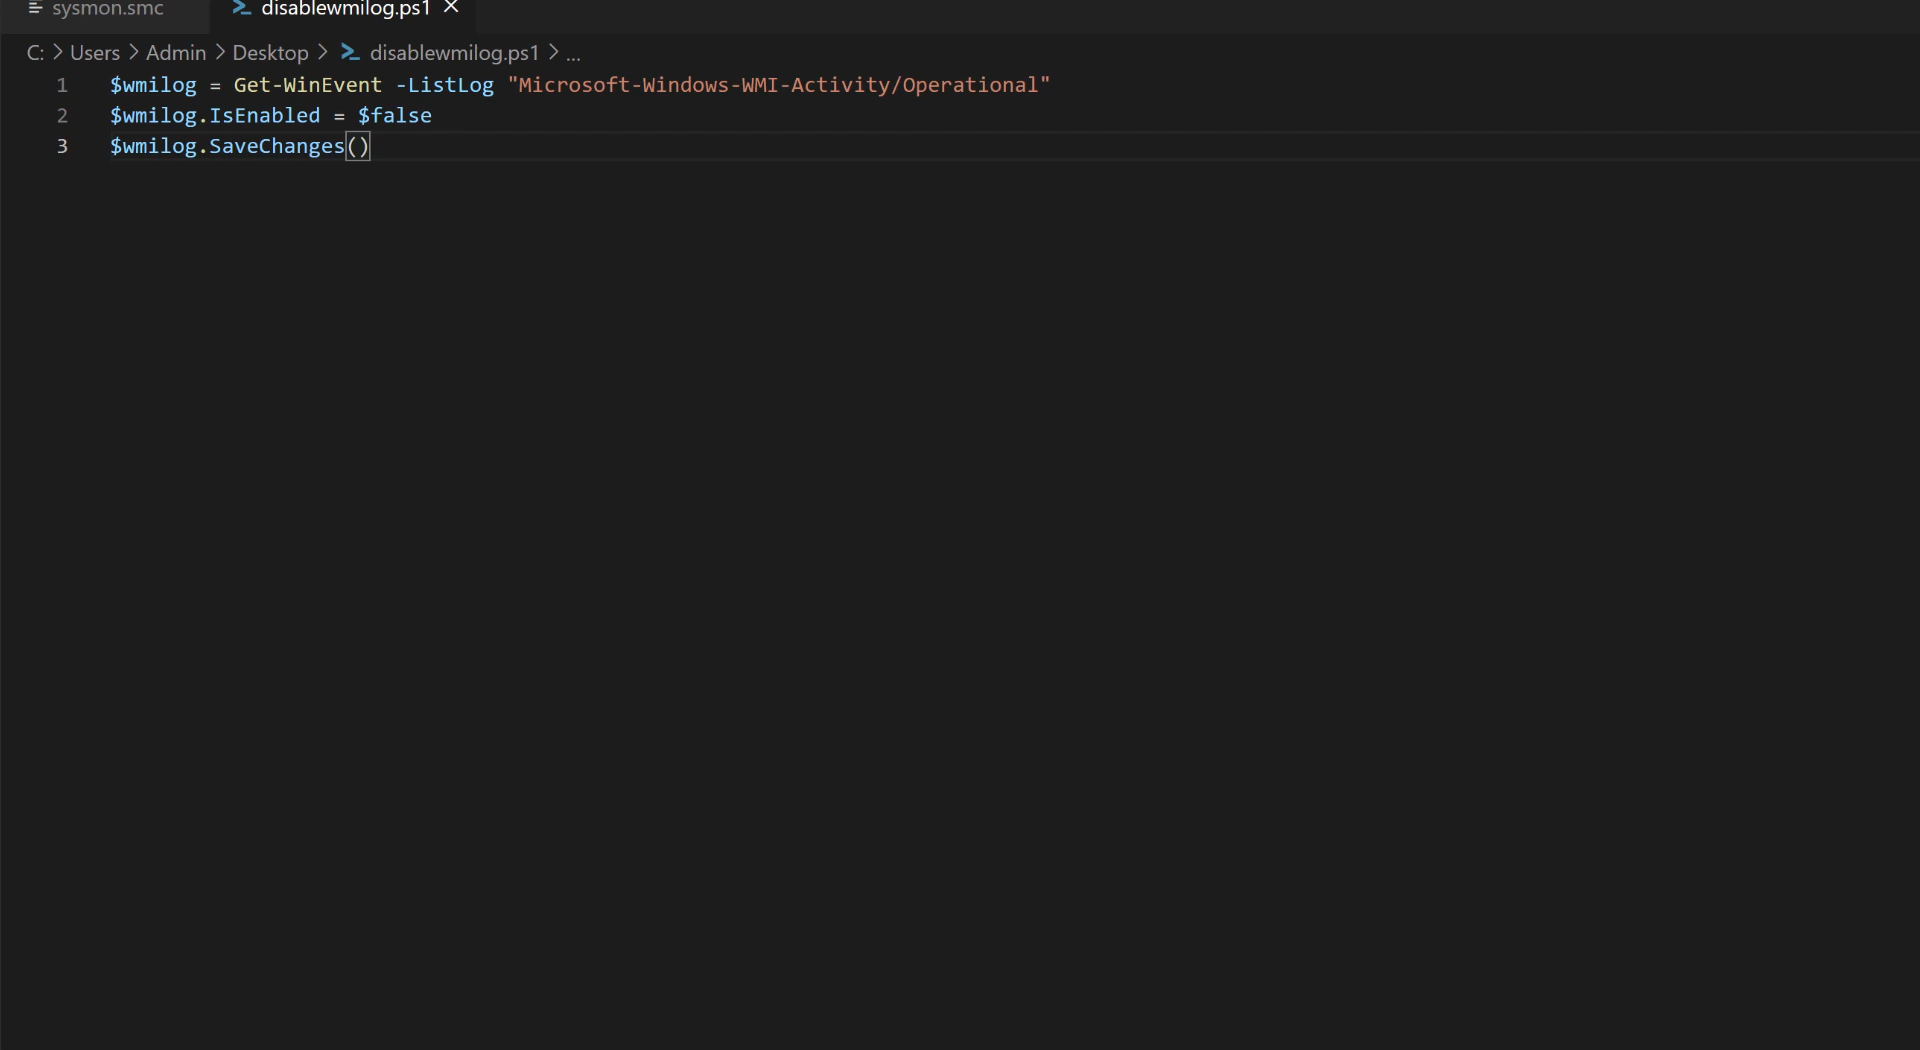 sysmon.smc disablewmilog.ps1
C: > Users > Admin > Desktop > disablewmilog.ps1 > ...
1 $wmilog = Get-WinEvent -ListLog "Microsoft-Windows-WMI-Activity/Operational"
2 $wmilog.IsEnabled = $false
3 $wmilog.SaveChanges()